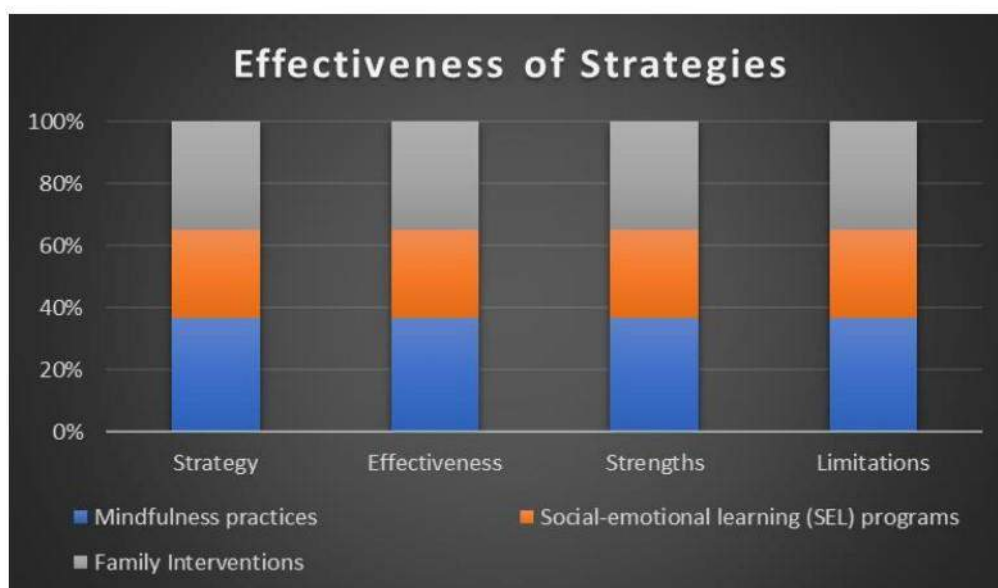 Effectiveness of Strategies
100%
80%
60%
40%
20%
0%
Strategy Effectiveness Strengths Limitations
Mindfulness practices Social-emotional learning (SEL) programs
Family Interventions